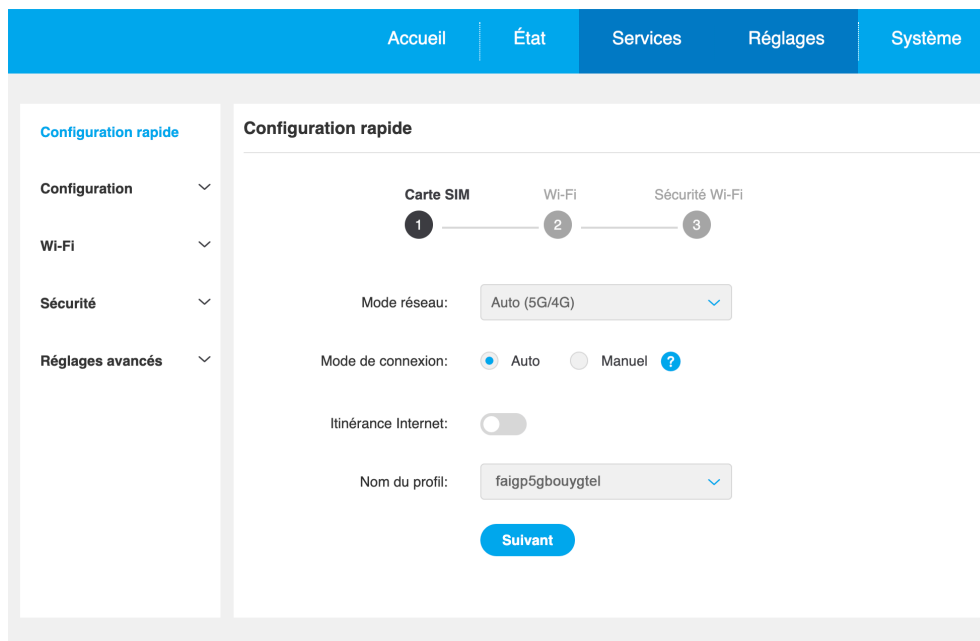 Accueil État Services Réglages Système
Configuration rapide
Configuration
Wi-Fi
Sécurité
Réglages avancés
Configuration rapide
Carte SIM Wi-Fi Sécurité Wi-Fi
1 2 3
Mode réseau: Auto (5G/4G)
Mode de connexion: Auto Manuel ?
Itinérance Internet:
Nom du profil: faigp5gbouygtel
Suivant